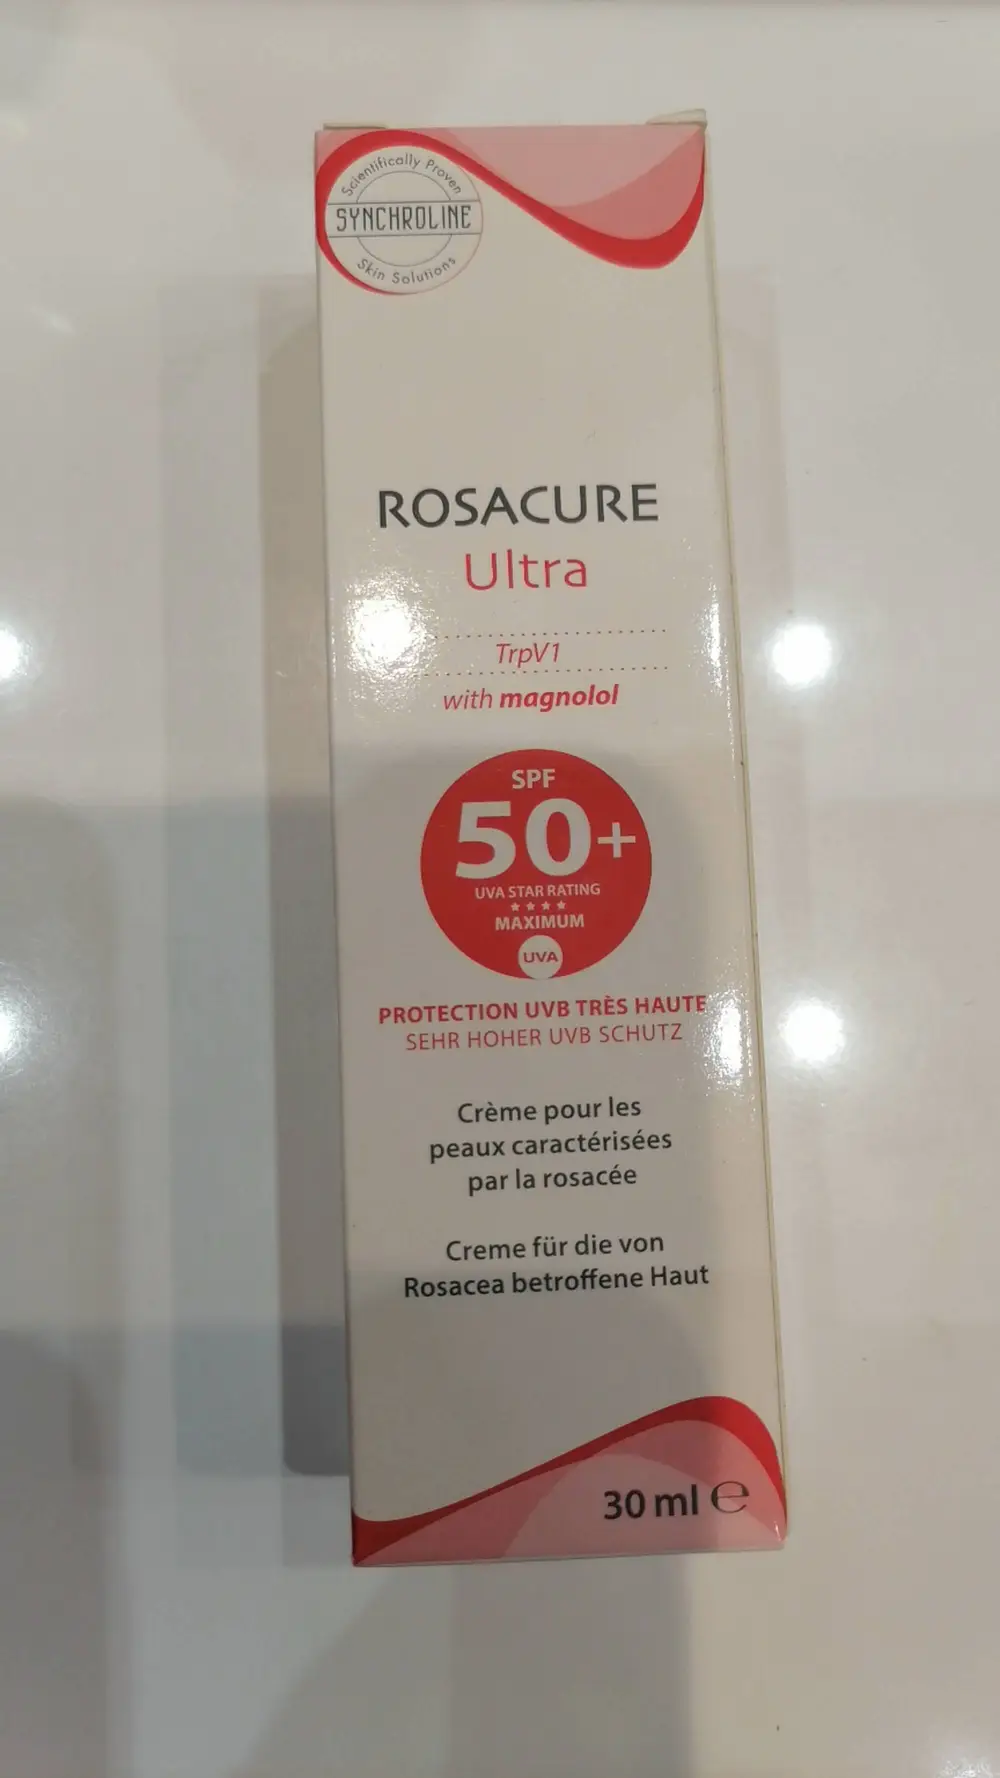 Scientifically Proven
SYNCHROLINE
Skin Solutions
ROSACURE
Ultra
TrpV1
with magnolol
SPF
50+
UVA STAR RATING
★★★★
MAXIMUM
UVA
PROTECTION UVB TRÈS HAUTE
SEHR HOHER UVB SCHUTZ
Crème pour les
peaux caractérisées
par la rosacée
Creme für die von
Rosacea betroffene Haut
30 ml ℮